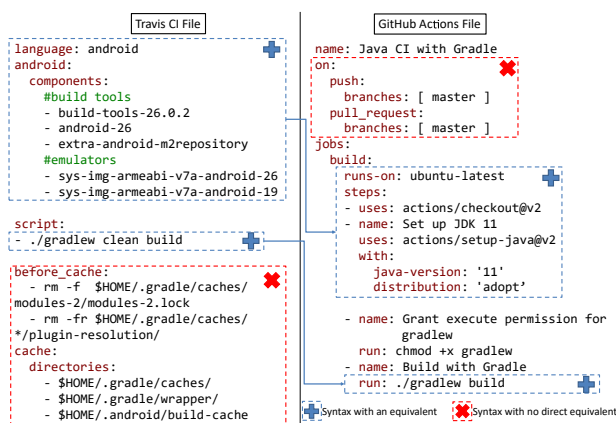 Travis CI File
language: android
android:
components:
#build tools
- build-tools-26.0.2
- android-26
- extra-android-m2repository
#emulators
- sys-img-armeabi-v7a-android-26
- sys-img-armeabi-v7a-android-19
script:
- ./gradlew clean build
before_cache:
- rm -f $HOME/.gradle/caches/
modules-2/modules-2.lock
- rm -fr $HOME/.gradle/caches/
*/plugin-resolution/
cache:
directories:
- $HOME/.gradle/caches/
- $HOME/.gradle/wrapper/
- $HOME/.android/build-cache
GitHub Actions File
name: Java CI with Gradle
on:
push:
branches: [ master ]
pull_request:
branches: [ master ]
jobs:
build:
runs-on: ubuntu-latest
steps:
- uses: actions/checkout@v2
- name: Set up JDK 11
uses: actions/setup-java@v2
with:
java-version: '11'
distribution: 'adopt’
- name: Grant execute permission for
gradlew
run: chmod +x gradlew
- name: Build with Gradle
run: ./gradlew build
Syntax with an equivalent
Syntax with no direct equivalent